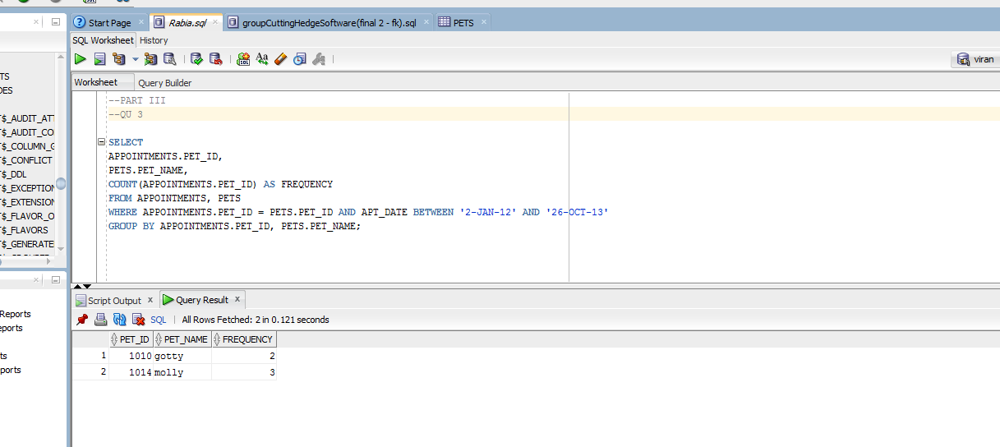 Start Page
Rabia.sql
groupCuttingHedgeSoftware(final 2 - fk).sql
PETS
SQL Worksheet History
viran
Worksheet Query Builder
TS
DES
T$_AUDIT_ATT
T$_AUDIT_CO
T$_COLUMN_G
T$_CONFLICT
T$_DDL
T$_EXCEPTION
T$_EXTENSION
T$_FLAVOR_O
T$_FLAVORS
T$_GENERATE
--PART III
--QU 3
SELECT
APPOINTMENTS.PET_ID,
PETS.PET_NAME,
COUNT(APPOINTMENTS.PET_ID) AS FREQUENCY
FROM APPOINTMENTS, PETS
WHERE APPOINTMENTS.PET_ID = PETS.PET_ID AND APT_DATE BETWEEN '2-JAN-12' AND '26-OCT-13'
GROUP BY APPOINTMENTS.PET_ID, PETS.PET_NAME;
Reports
eports
ts
ports
Script Output x Query Result x
SQL All Rows Fetched: 2 in 0.121 seconds
PET_ID PET_NAME FREQUENCY
1 1010 gotty 2
2 1014 molly 3